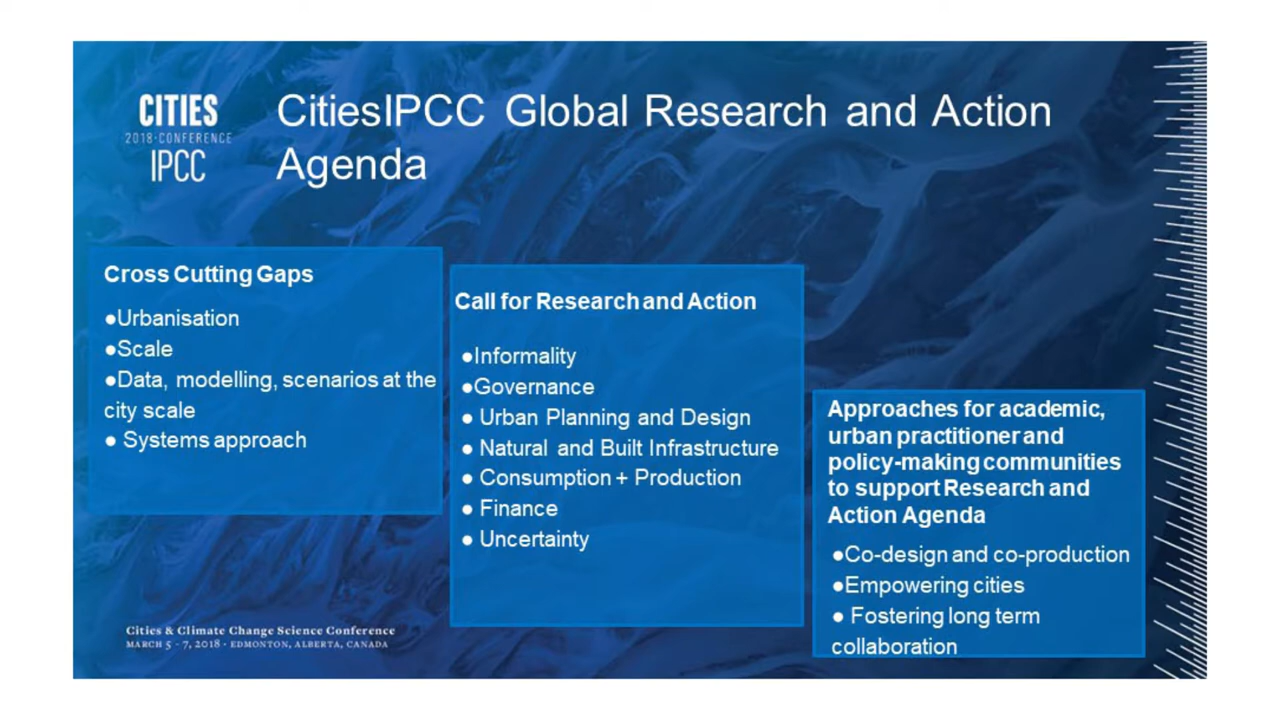 CITIES
2018·CONFERENCE
IPCC
CitiesIPCC Global Research and Action
Agenda
Cross Cutting Gaps
●Urbanisation
●Scale
●Data, modelling, scenarios at the
city scale
● Systems approach
Call for Research and Action
●Informality
●Governance
● Urban Planning and Design
● Natural and Built Infrastructure
● Consumption + Production
● Finance
● Uncertainty
Approaches for academic,
urban practitioner and
policy-making communities
to support Research and
Action Agenda
●Co-design and co-production
●Empowering cities
● Fostering long term
collaboration
Cities & Climate Change Science Conference
MARCH 5 - 7, 2018 · EDMONTON, ALBERTA, CANADA